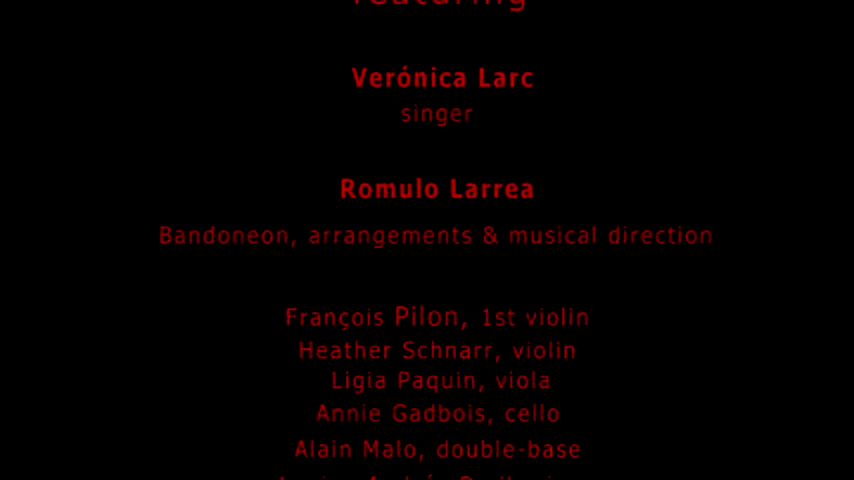 featuring
Verónica Larc
singer
Romulo Larrea
Bandoneon, arrangements & musical direction
François Pilon, 1st violin
Heather Schnarr, violin
Ligia Paquin, viola
Annie Gadbois, cello
Alain Malo, double-base